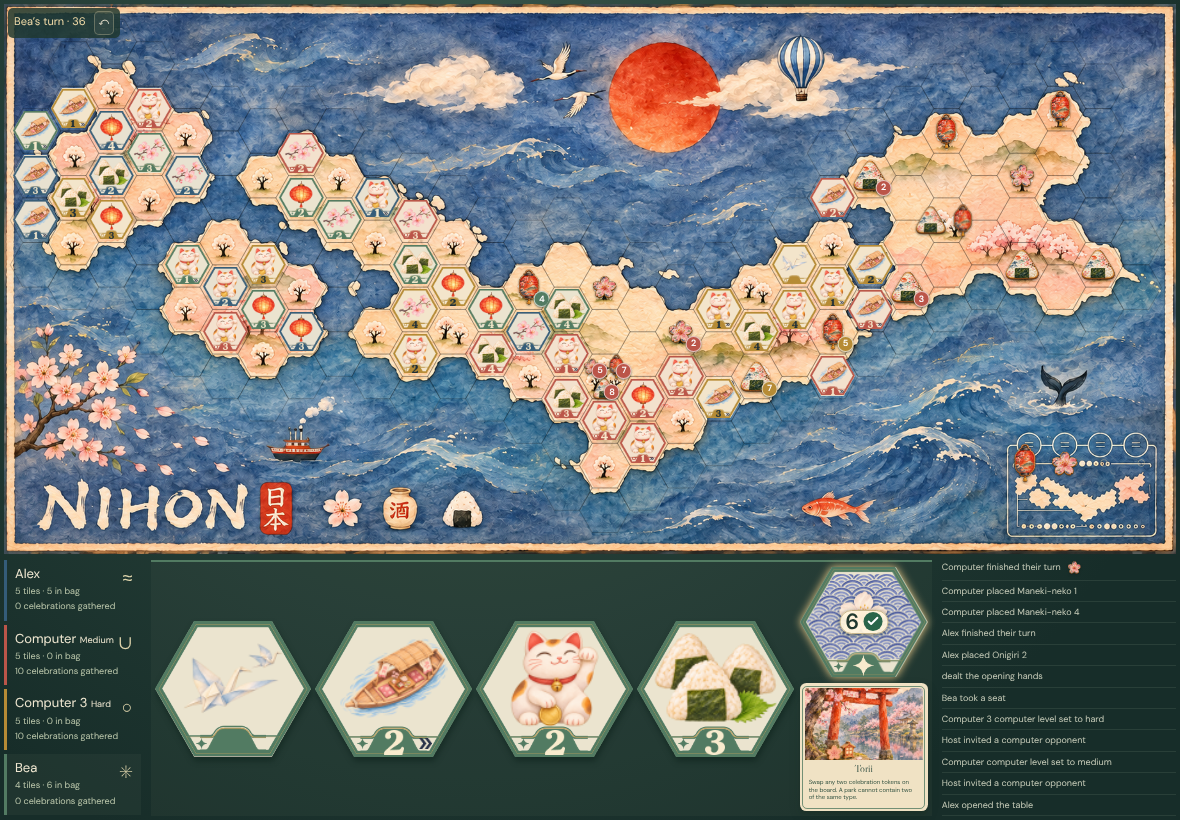 Bea's turn · 36
NIHON
日本
酒
Alex
5 tiles · 5 in bag
0 celebrations gathered
Computer Medium
5 tiles · 0 in bag
10 celebrations gathered
Computer 3 Hard
5 tiles · 0 in bag
10 celebrations gathered
Bea
4 tiles · 6 in bag
0 celebrations gathered
2
2
3
6
Torii
Swap any two celebration tokens on
the board. A park cannot contain two
of the same type.
Computer finished their turn
Computer placed Maneki-neko 1
Computer placed Maneki-neko 4
Alex finished their turn
Alex placed Onigiri 2
dealt the opening hands
Bea took a seat
Computer 3 computer level set to hard
Host invited a computer opponent
Computer computer level set to medium
Host invited a computer opponent
Alex opened the table